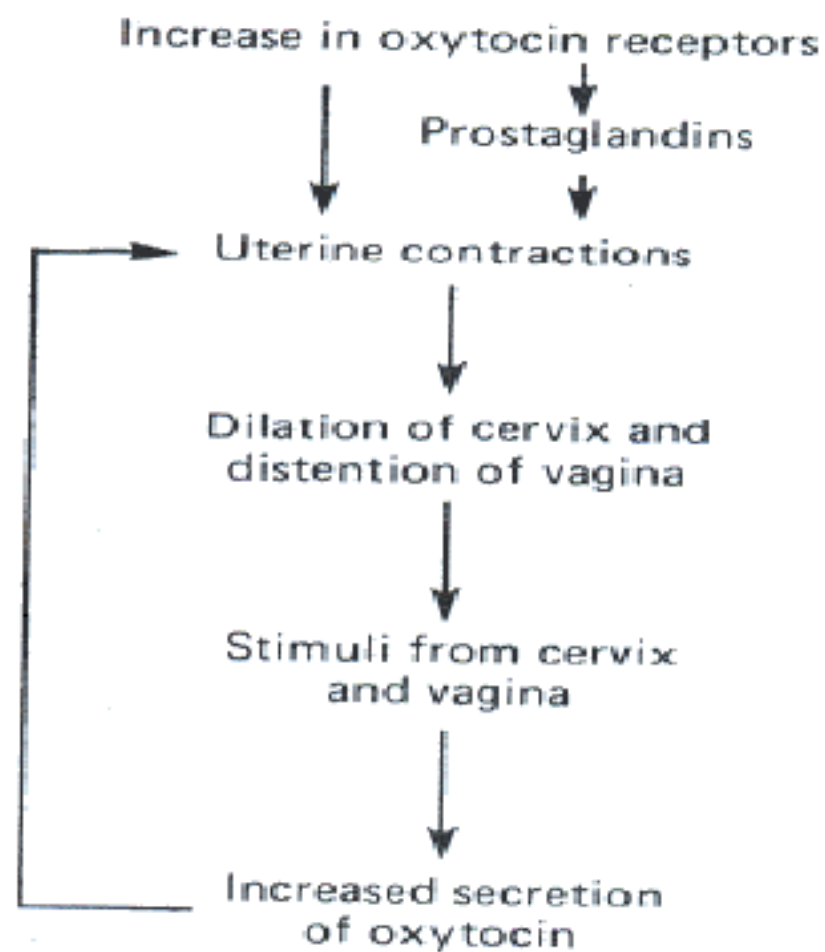 Increase in oxytocin receptors
Prostaglandins
Uterine contractions
Dilation of cervix and
distention of vagina
Stimuli from cervix
and vagina
Increased secretion
of oxytocin